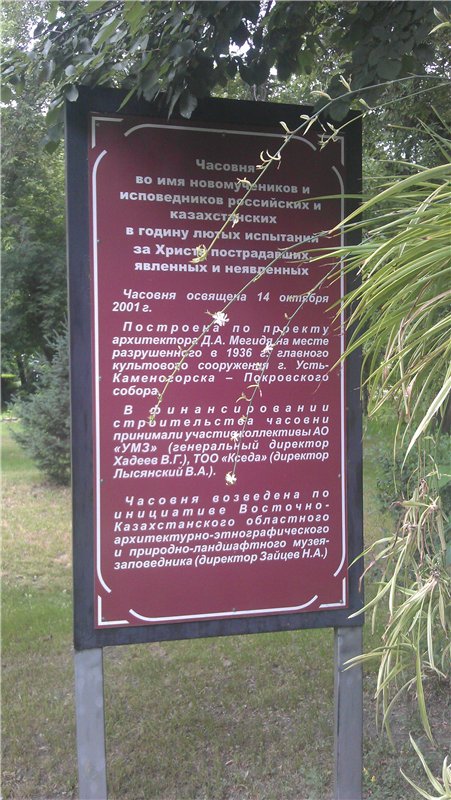 Часовня
во имя новомучеников и
исповедников российских и
казахстанских
в годину лютых испытаний
за Христа пострадавших,
явленных и неявленных
Часовня освящена 14 октября
2001 г.
Построена по проекту
архитектора Д.А. Мегидя на месте
разрушенного в 1936 г. главного
культового сооружения г. Усть-
Каменогорска – Покровского
собора.
В финансировании
строительства часовни
принимали участие коллективы АО
«УМЗ» (генеральный директор
Хадеев В.Г.), ТОО «Кседа» (директор
Лысянский В.А.).
Часовня возведена по
инициативе Восточно-
Казахстанского областного
архитектурно-этнографического
и природно-ландшафтного музея-
заповедника (директор Зайцев Н.А.)